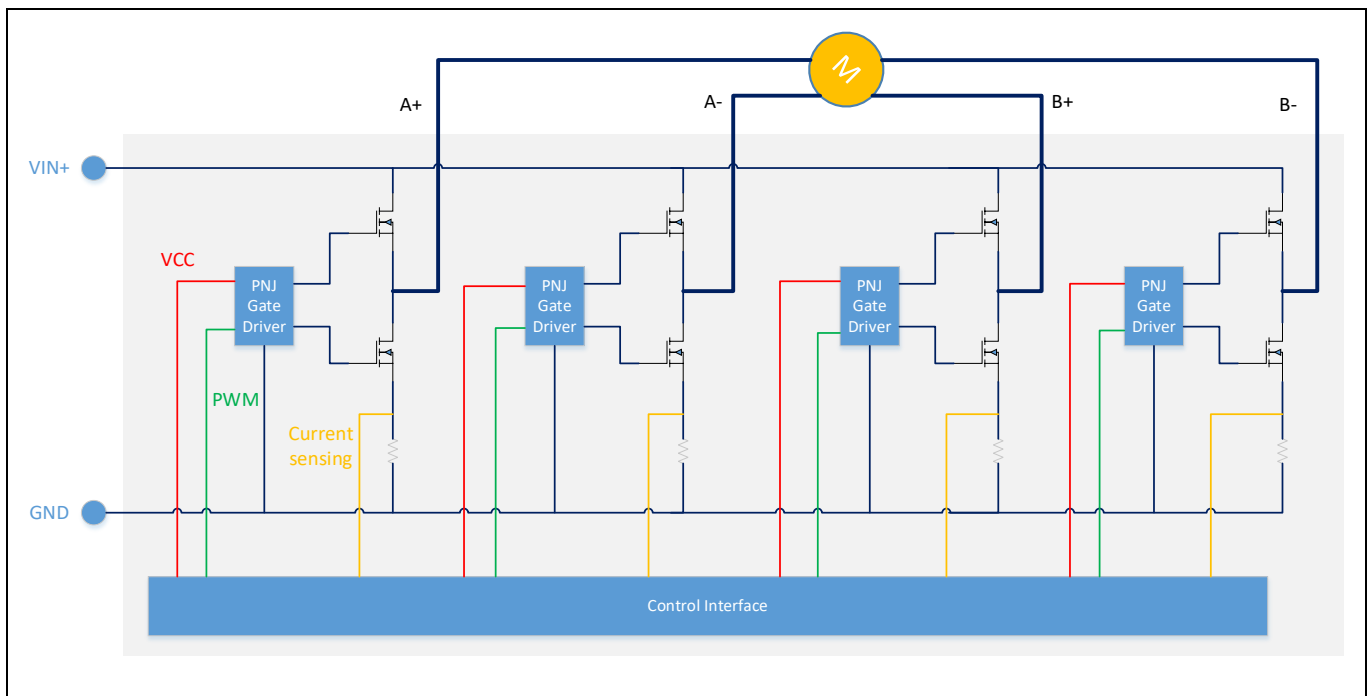 M
A+
A-
B+
B-
VIN+
VCC
PNJ
Gate
Driver
PNJ
Gate
Driver
PNJ
Gate
Driver
PNJ
Gate
Driver
PWM
Current
sensing
GND
Control Interface